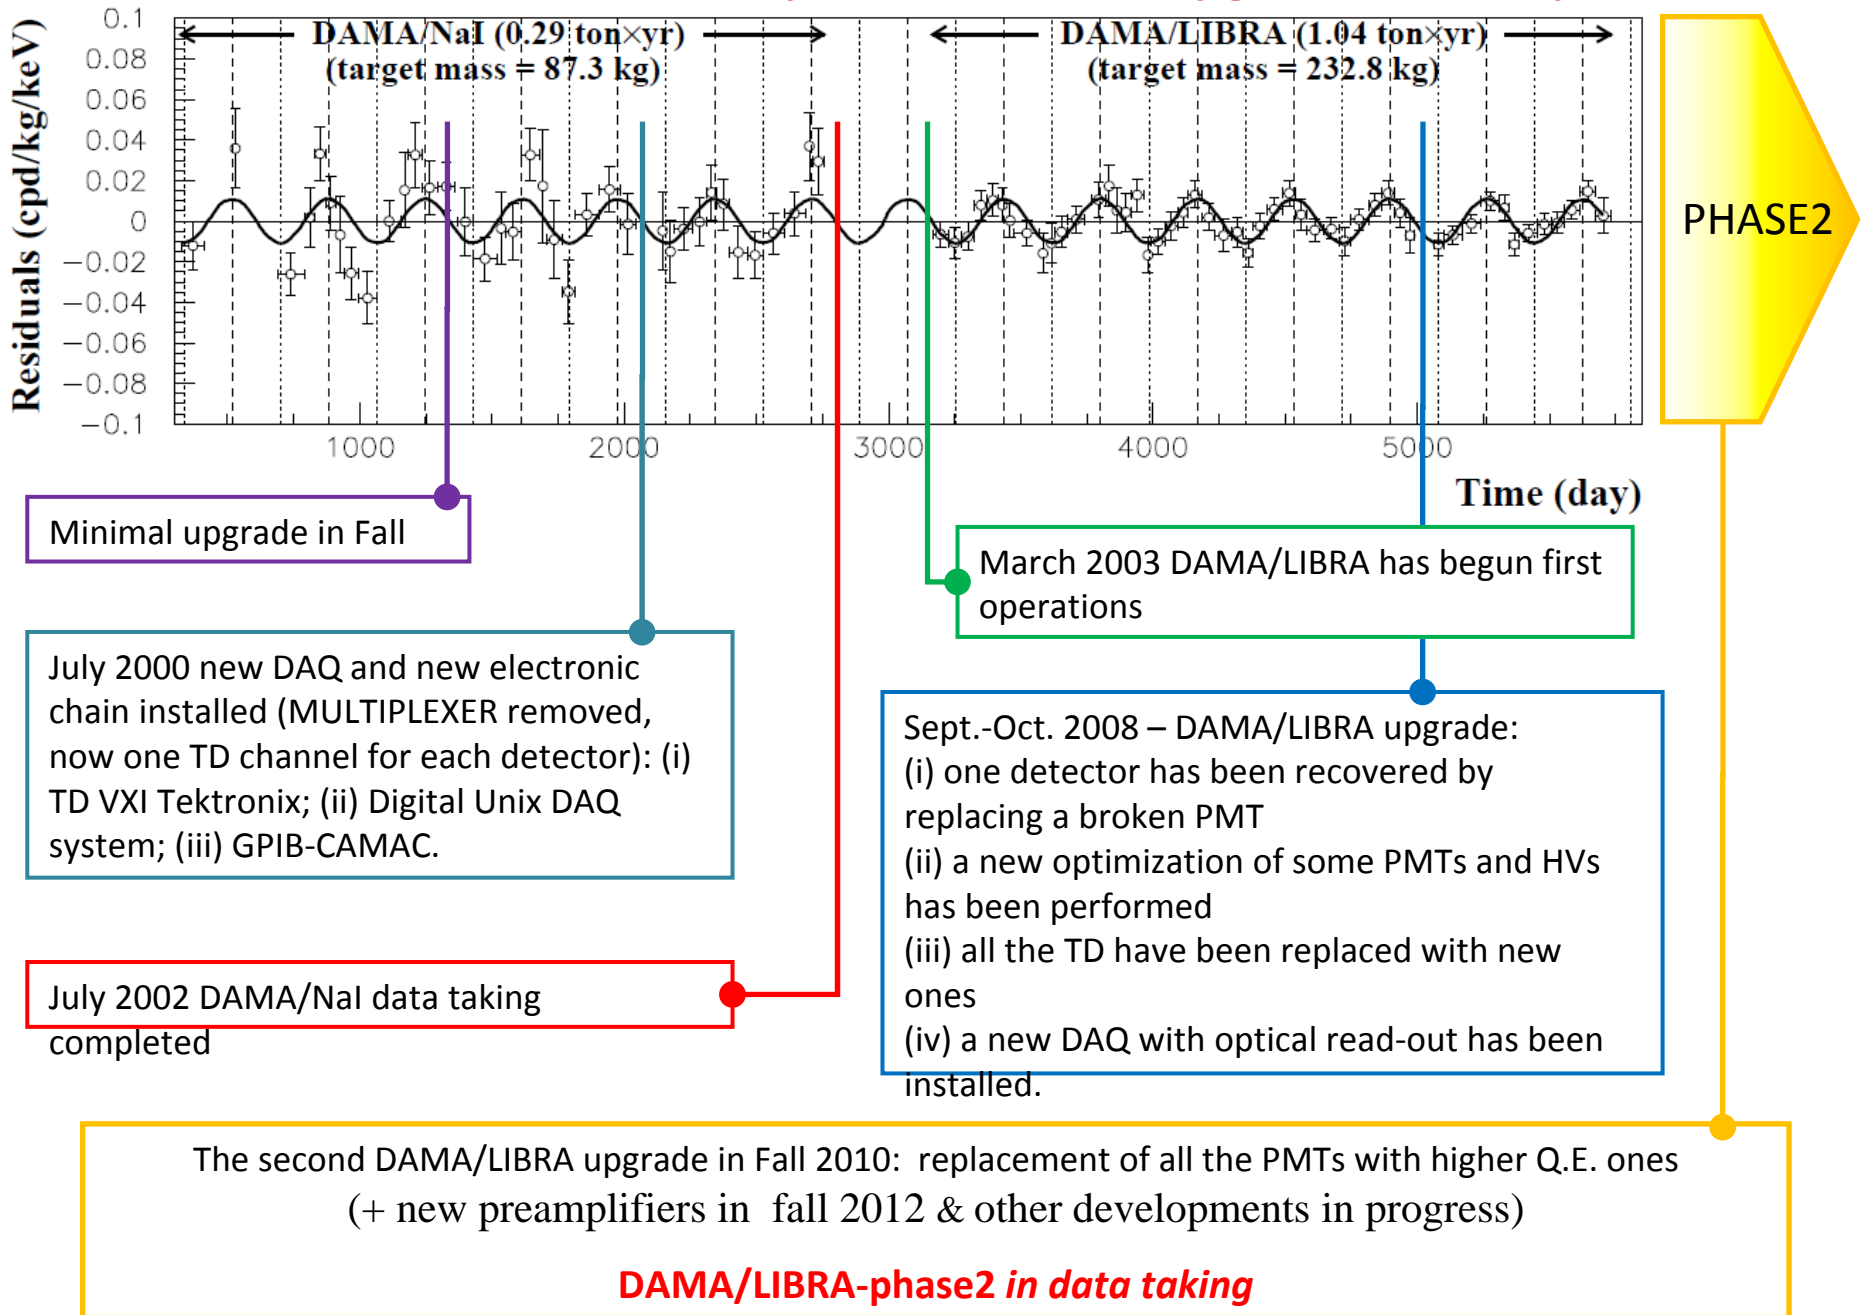 0.1
0.08
0.06
0.04
0.02
0
−0.02
−0.04
−0.06
−0.08
−0.1
Residuals (cpd/kg/keV)
DAMA/NaI (0.29 ton×yr)
(target mass = 87.3 kg)
DAMA/LIBRA (1.04 ton×yr)
(target mass = 232.8 kg)
PHASE2
1000
2000
3000
4000
5000
Time (day)
Minimal upgrade in Fall
March 2003 DAMA/LIBRA has begun first
operations
July 2000 new DAQ and new electronic
chain installed (MULTIPLEXER removed,
now one TD channel for each detector): (i)
TD VXI Tektronix; (ii) Digital Unix DAQ
system; (iii) GPIB-CAMAC.
Sept.-Oct. 2008 – DAMA/LIBRA upgrade:
(i) one detector has been recovered by
replacing a broken PMT
(ii) a new optimization of some PMTs and HVs
has been performed
(iii) all the TD have been replaced with new
ones
(iv) a new DAQ with optical read-out has been
installed.
July 2002 DAMA/NaI data taking
completed
The second DAMA/LIBRA upgrade in Fall 2010: replacement of all the PMTs with higher Q.E. ones
(+ new preamplifiers in fall 2012 & other developments in progress)
DAMA/LIBRA-phase2 in data taking